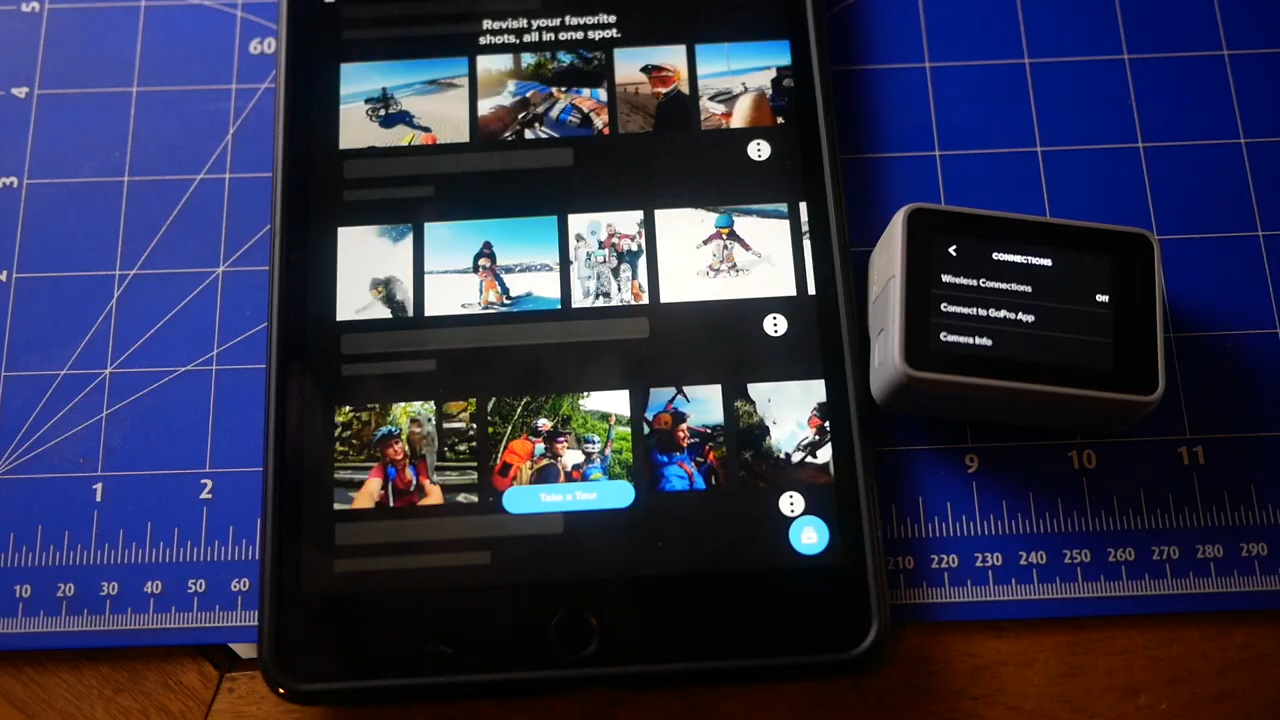 5
4
3
2
60
Revisit your favorite
shots, all in one spot.
CONNECTIONS
Wireless Connections
Off
Connect to GoPro App
Camera Info
Take a Tour
1 2
9 10 11
10 20 30 40 50 60
210 220 230 240 250 260 270 280 290